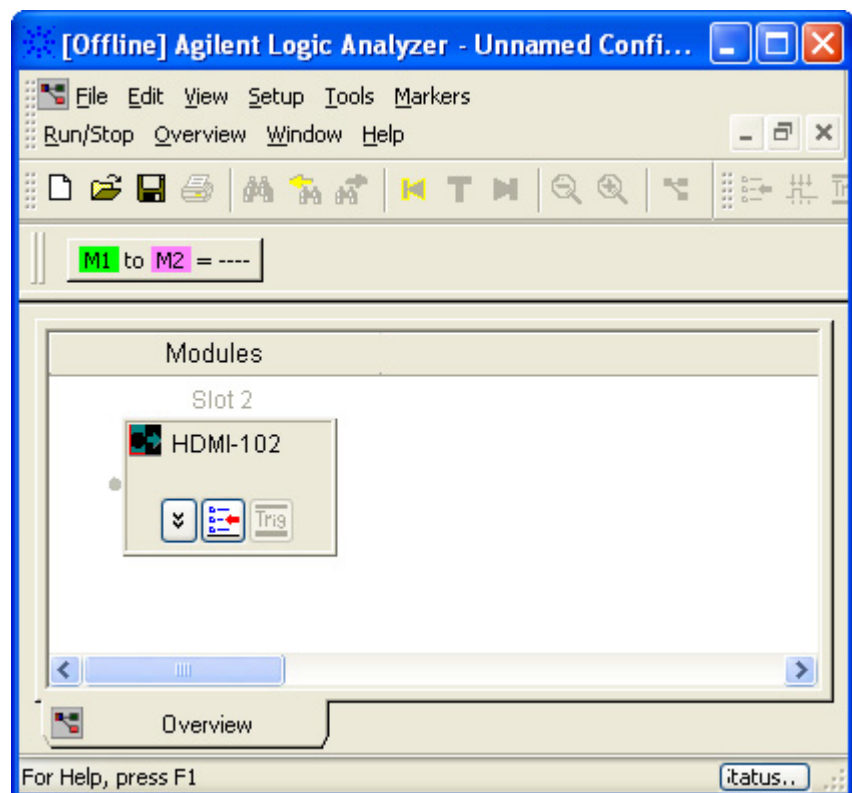 [Offline] Agilent Logic Analyzer - Unnamed Confi...
File Edit View Setup Tools Markers
Run/Stop Overview Window Help
T
M1 to M2 = ----
Modules
Slot 2
HDMI-102
Trig
Overview
For Help, press F1
tatus..